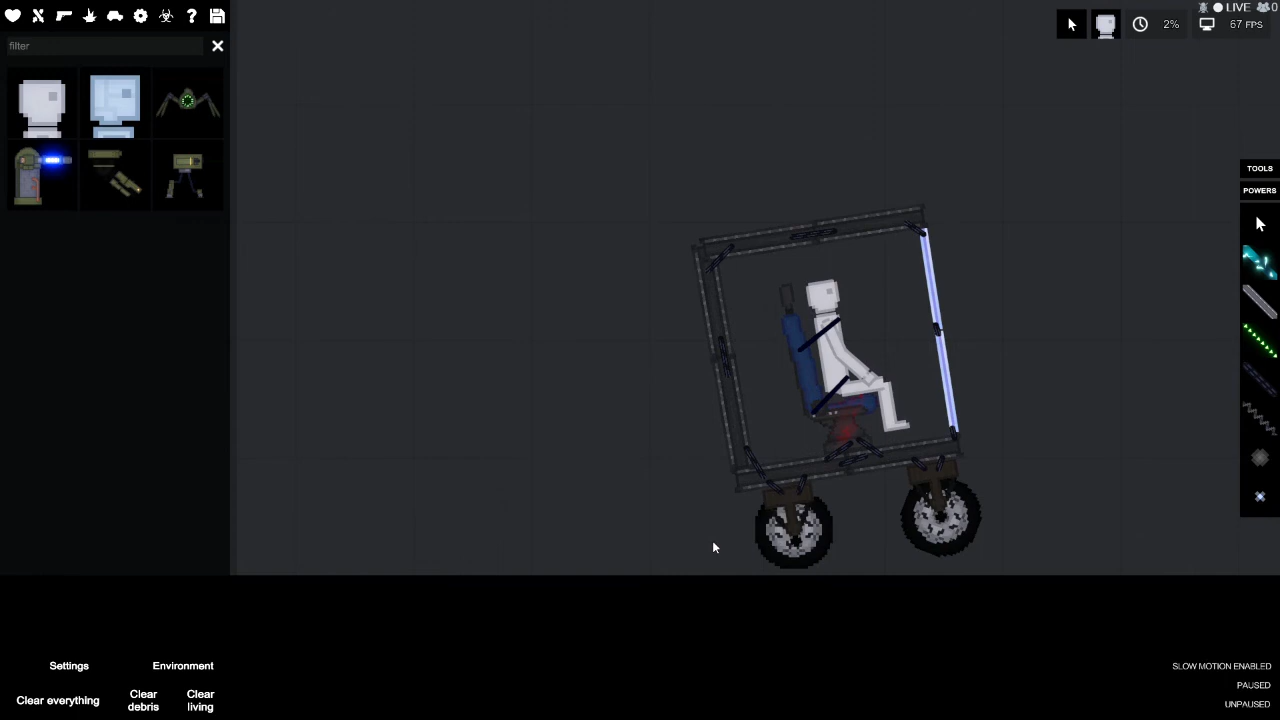 LIVE 0
?
2%
67 FPS
filter
TOOLS
POWERS
Settings
Environment
Clear everything
Clear
debris
Clear
living
SLOW MOTION ENABLED
PAUSED
UNPAUSED